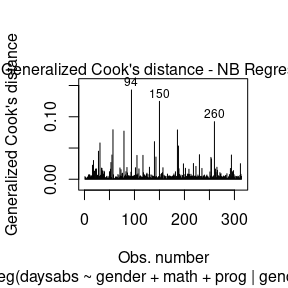 Generalized Cook's distance - NB Regres
Generalized Cook's distance
94
150
260
0.10
0.00
0
100
200
300
Obs. number
eg(daysabs ~ gender + math + prog | gend